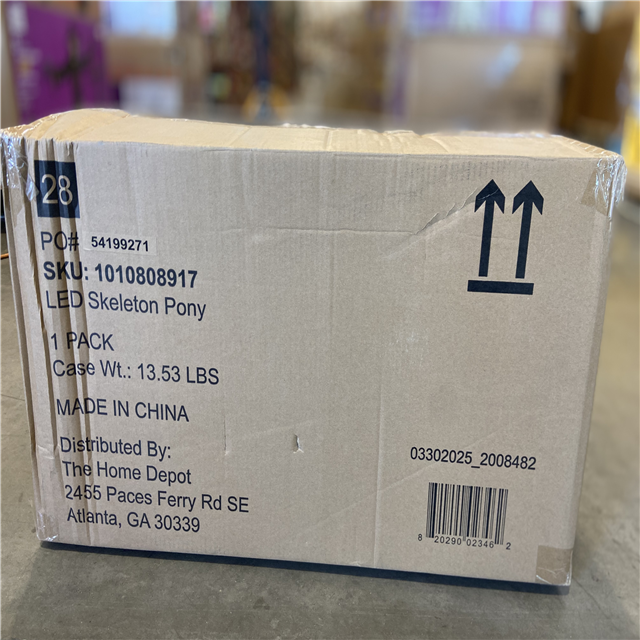 28
PO# 54199271
SKU: 1010808917
LED Skeleton Pony
1 PACK
Case Wt.: 13.53 LBS
MADE IN CHINA
Distributed By:
The Home Depot
2455 Paces Ferry Rd SE
Atlanta, GA 30339
03302025_2008482
8 20290 02346 2